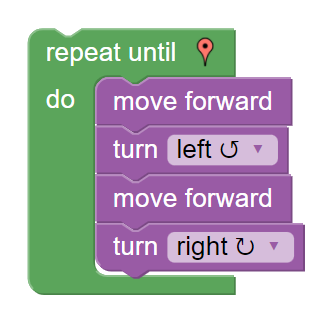 repeat until
do move forward
turn left ↺ ▼
move forward
turn right ↻ ▼